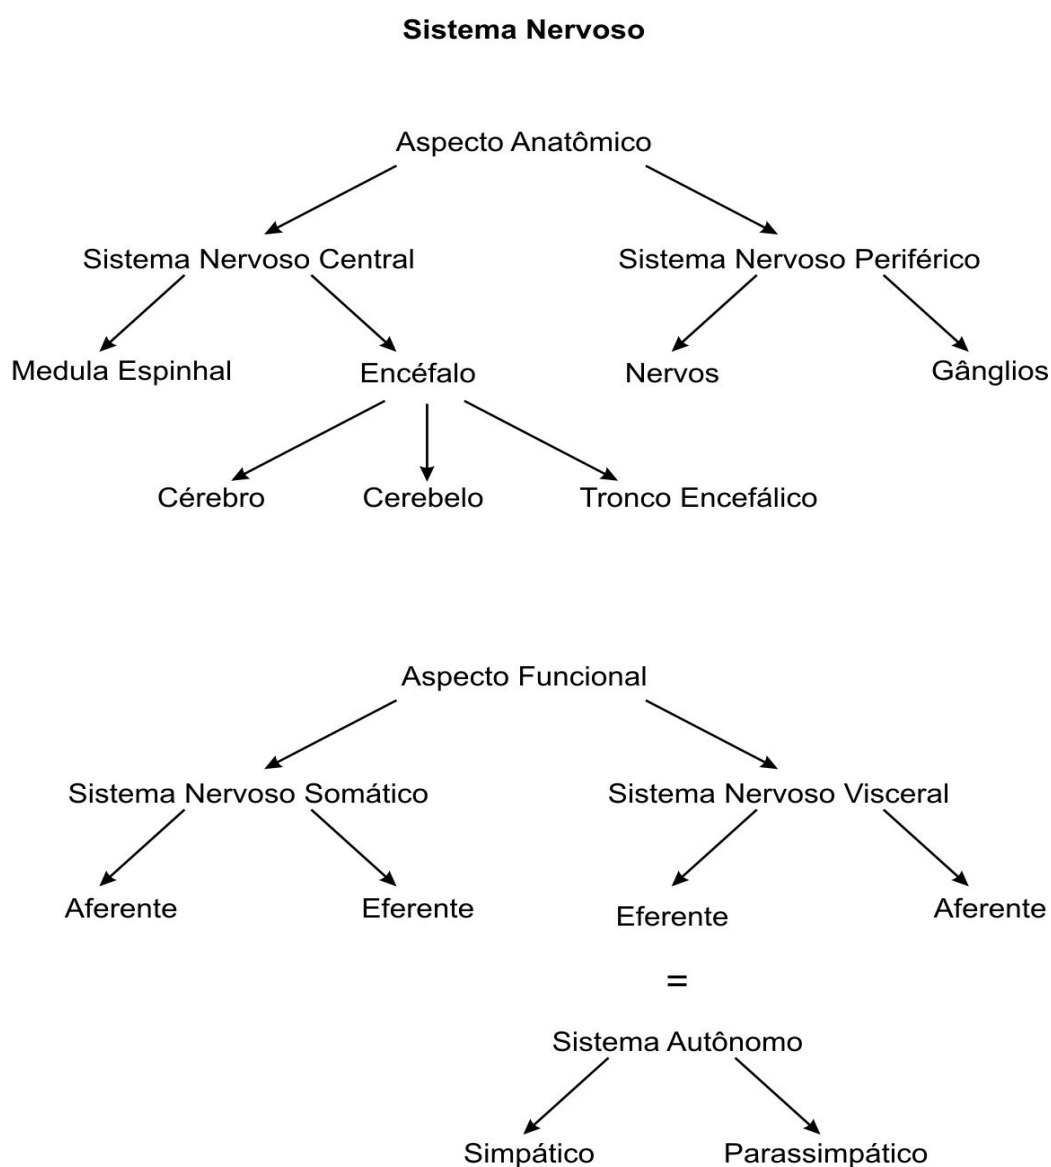 Sistema Nervoso
Aspecto Anatômico
Sistema Nervoso Central
Sistema Nervoso Periférico
Medula Espinhal
Encéfalo
Nervos
Gânglios
Cérebro
Cerebelo
Tronco Encefálico
Aspecto Funcional
Sistema Nervoso Somático
Sistema Nervoso Visceral
Aferente
Eferente
Eferente
Aferente
=
Sistema Autônomo
Simpático
Parassimpático